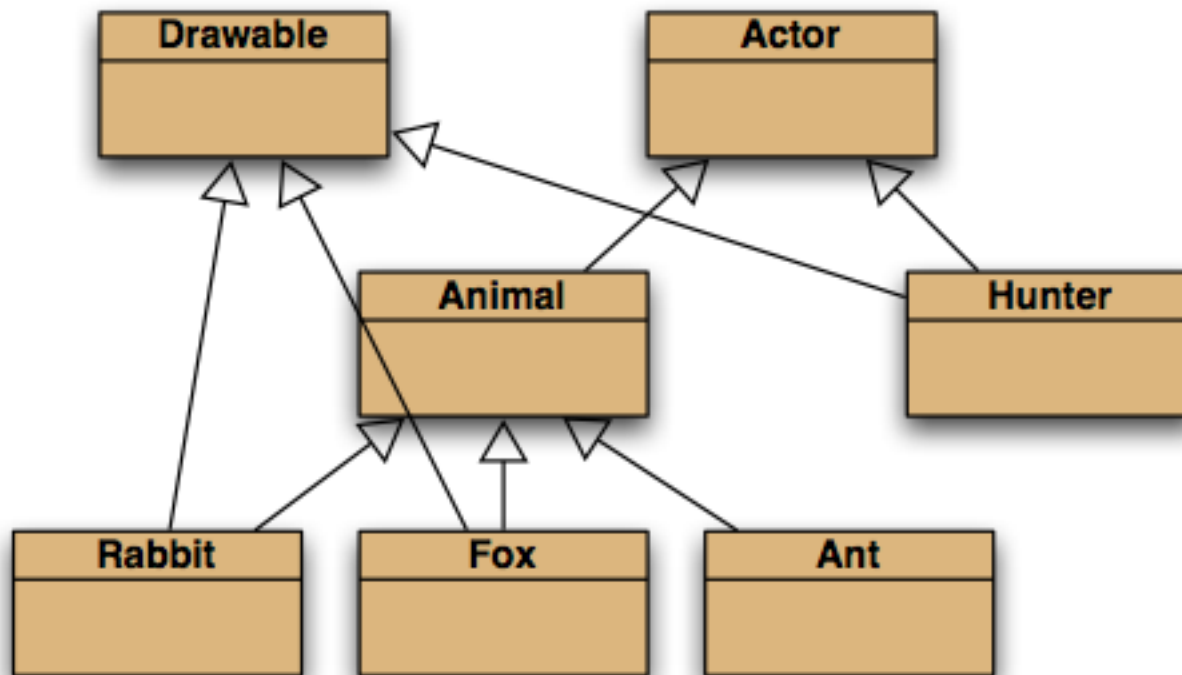 Drawable
Actor
Animal
Hunter
Rabbit
Fox
Ant